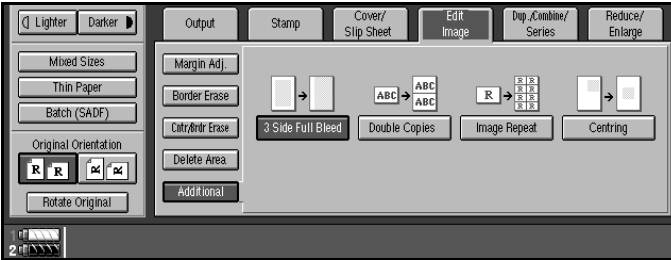 Lighter Darker
Mixed Sizes
Thin Paper
Batch (SADF)
Original Orientation
R R R R
Rotate Original
Output
Stamp
Cover/
Slip Sheet
Edit
Image
Dup./Combine/
Series
Reduce/
Enlarge
Margin Adj.
Border Erase
Cntr/Brdr Erase
Delete Area
Additional
3 Side Full Bleed
ABC ABC
ABC
Double Copies
R R R
R R
R R
R R
Image Repeat
Centring
1
2